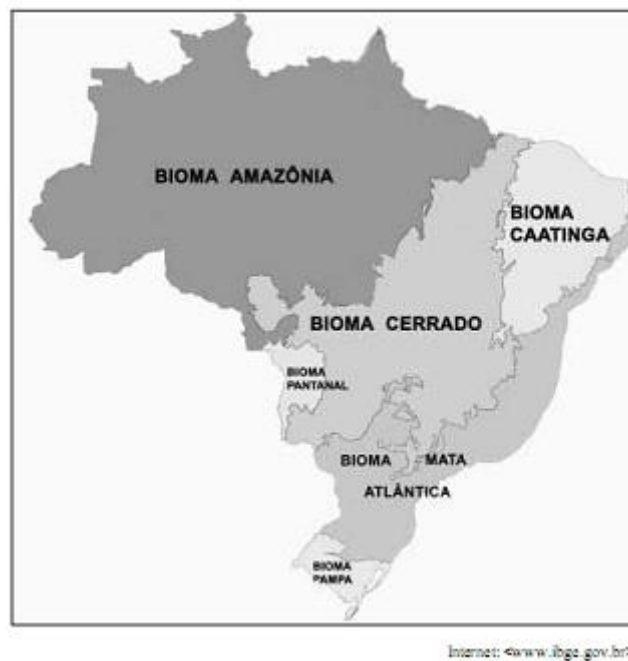 BIOMA AMAZÔNIA
BIOMA
CAATINGA
BIOMA CERRADO
BIOMA
PANTANAL
BIOMA MATA
ATLÂNTICA
BIOMA
PAMPA
Internet: <www.ibge.gov.br>